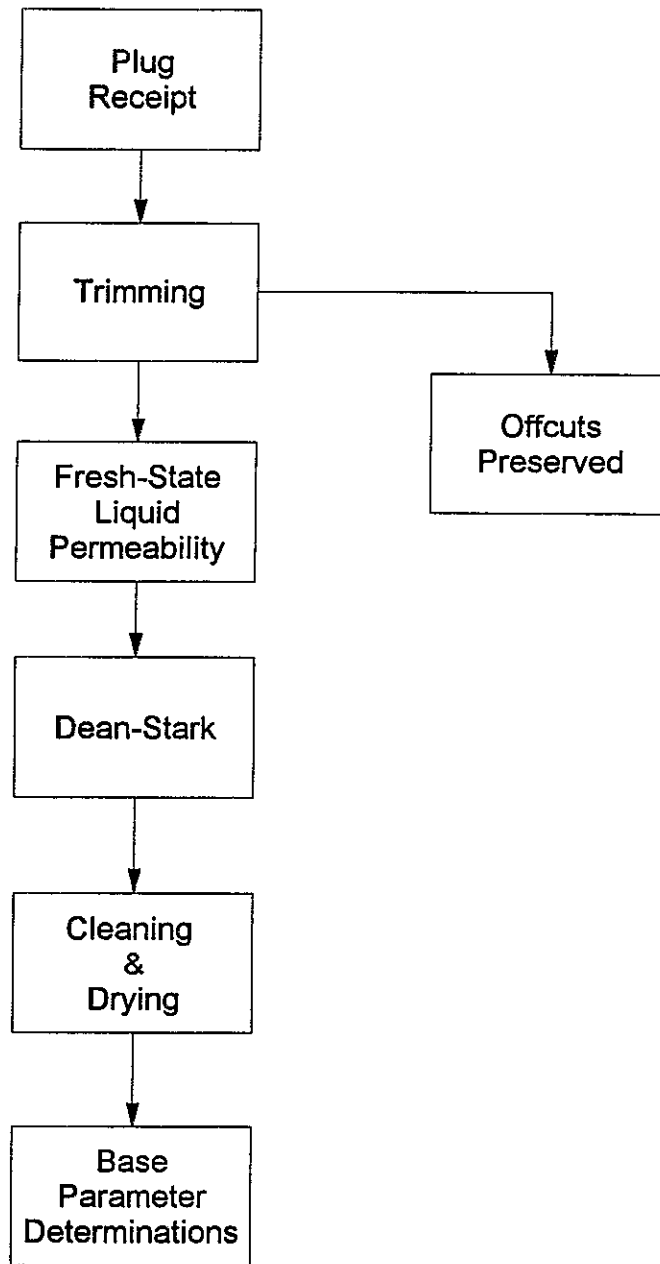 Plug
Receipt
Trimming
Offcuts
Preserved
Fresh-State
Liquid
Permeability
Dean-Stark
Cleaning
&
Drying
Base
Parameter
Determinations